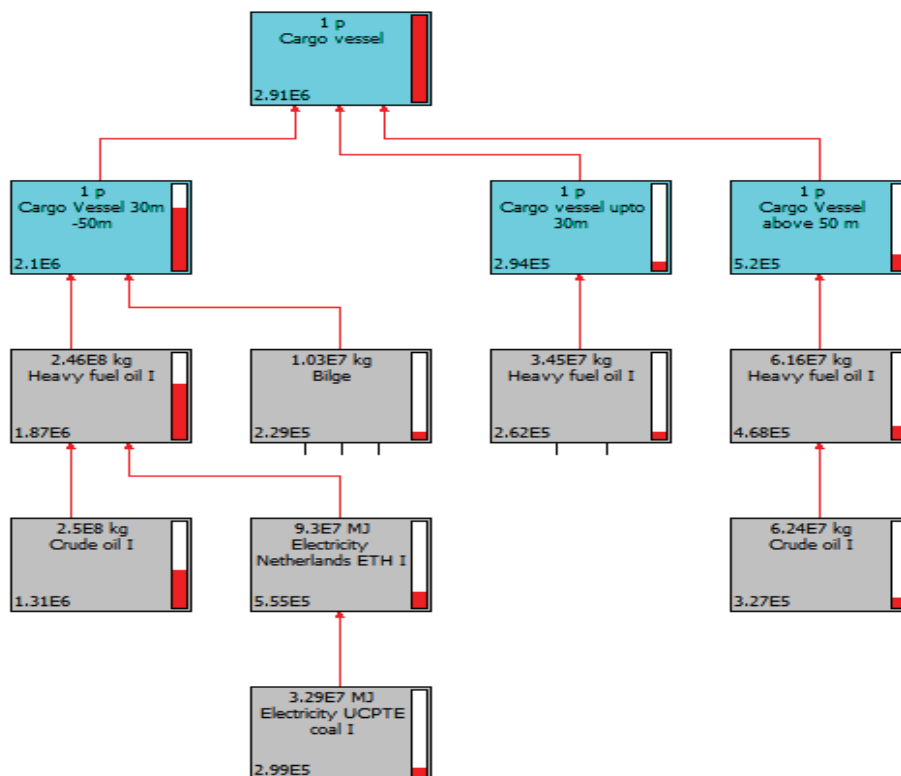 1 p
Cargo vessel
2.91E6
1 p
Cargo Vessel 30m
-50m
2.1E6
1 p
Cargo vessel upto
30m
2.94E5
1 p
Cargo Vessel
above 50 m
5.2E5
2.46E8 kg
Heavy fuel oil I
1.87E6
1.03E7 kg
Bilge
2.29E5
3.45E7 kg
Heavy fuel oil I
2.62E5
6.16E7 kg
Heavy fuel oil I
4.68E5
2.5E8 kg
Crude oil I
1.31E6
9.3E7 MJ
Electricity
Netherlands ETH I
5.55E5
6.24E7 kg
Crude oil I
3.27E5
3.29E7 MJ
Electricity UCPTE
coal I
2.99E5